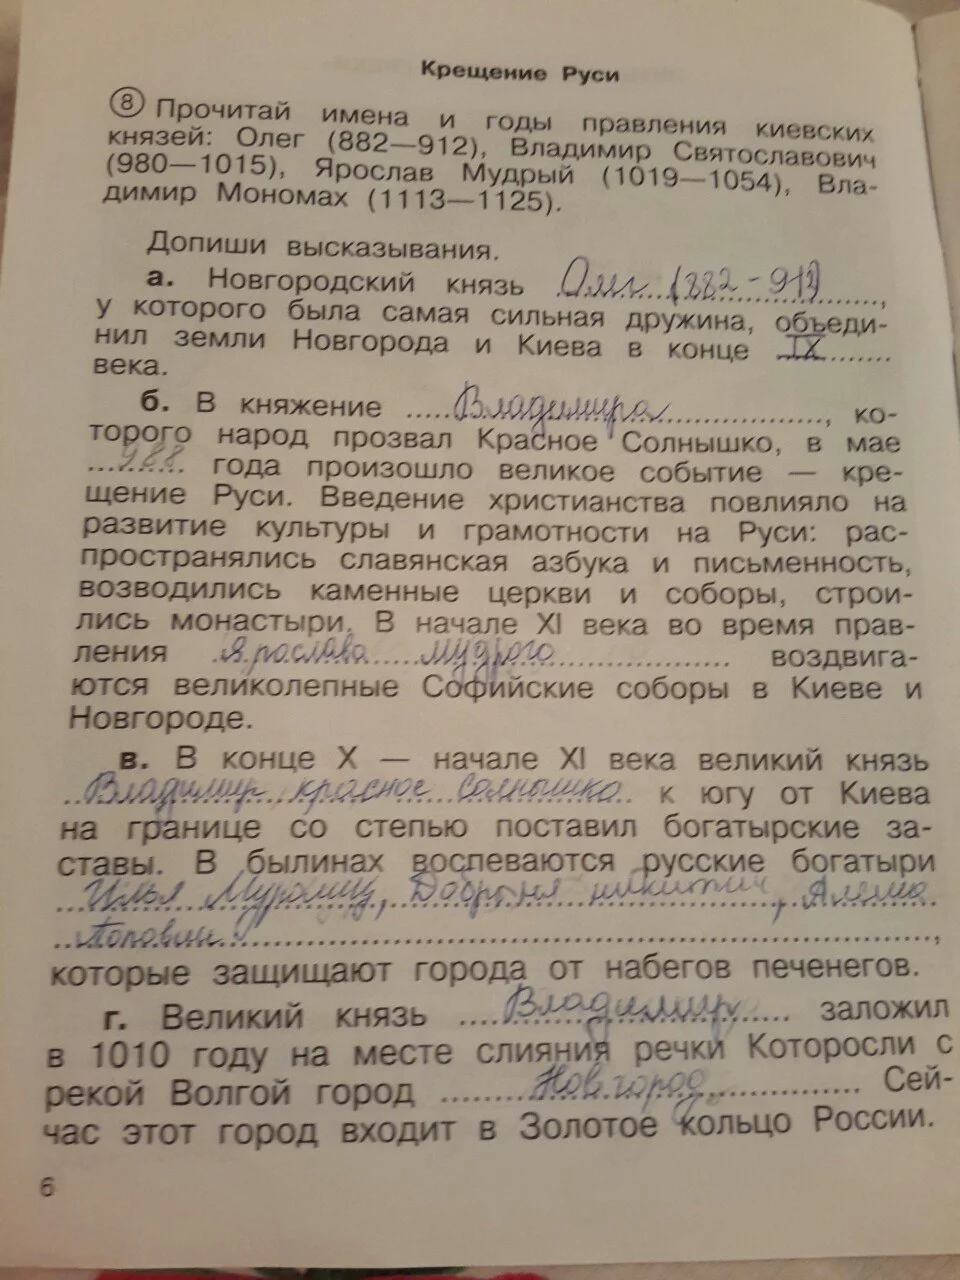 Крещение Руси
8 Прочитай имена и годы правления киевских
князей: Олег (882—912), Владимир Святославович
(980—1015), Ярослав Мудрый (1019—1054), Вла-
димир Мономах (1113—1125).
Допиши высказывания.
а. Новгородский князь Олег (882-912),
у которого была самая сильная дружина, объеди-
нил земли Новгорода и Киева в конце IX
века.
б. В княжение Владимира, ко-
торого народ прозвал Красное Солнышко, в мае
988 года произошло великое событие — кре-
щение Руси. Введение христианства повлияло на
развитие культуры и грамотности на Руси: рас-
пространялись славянская азбука и письменность,
возводились каменные церкви и соборы, строи-
лись монастыри. В начале XI века во время прав-
ления Ярослава мудрого воздвига-
ются великолепные Софийские соборы в Киеве и
Новгороде.
в. В конце X — начале XI века великий князь
Владимир красное солнышко к югу от Киева
на границе со степью поставил богатырские за-
ставы. В былинах воспеваются русские богатыри
Илья Муромиц, Добрыня никитич, Алеша
Попович,
которые защищают города от набегов печенегов.
г. Великий князь Владимир заложил
в 1010 году на месте слияния речки Которосли с
рекой Волгой город Новгород. Сей-
час этот город входит в Золотое кольцо России.
6